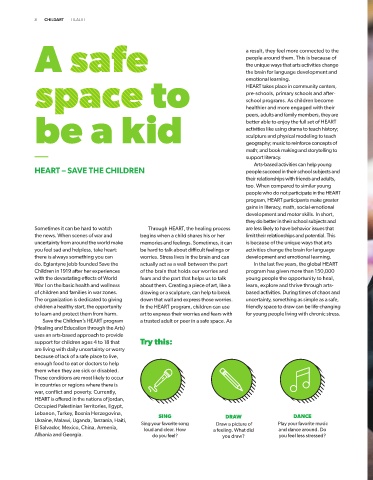 8 CHILDART
A safe
space to
be a kid
HEART – SAVE THE CHILDREN
Sometimes it can be hard to watch
the news. When scenes of war and
uncertainty from around the world make
you feel sad and helpless, take heart:
there is always something you can
do. Eglantyne Jebb founded Save the
Children in 1919 after her experiences
with the devastating effects of World
War I on the basic health and wellness
of children and families in war zones.
The organization is dedicated to giving
children a healthy start, the opportunity
to learn and protect them from harm.
Save the Children's HEART program
(Healing and Education through the Arts)
uses an arts-based approach to provide
support for children ages 4 to 18 that
are living with daily uncertainty or worry
because of lack of a safe place to live,
enough food to eat or doctors to help
them when they are sick or disabled.
These conditions are most likely to occur
in countries or regions where there is
war, conflict and poverty. Currently,
HEART is offered in the nations of Jordan,
Occupied Palestinian Territories, Egypt,
Lebanon, Turkey, Bosnia Herzegovina,
Ukraine, Malawi, Uganda, Tanzania, Haiti,
El Salvador, Mexico, China, Armenia,
Albania and Georgia.
Through HEART, the healing process
begins when a child shares his or her
memories and feelings. Sometimes, it can
be hard to talk about difficult feelings or
worries. Stress lives in the brain and can
actually act as a wall between the part
of the brain that holds our worries and
fears and the part that helps us to talk
about them. Creating a piece of art, like a
drawing or a sculpture, can help to break
down that wall and express those worries.
In the HEART program, children can use
art to express their worries and fears with
a trusted adult or peer in a safe space. As
a result, they feel more connected to the
people around them. This is because of
the unique ways that arts activities change
the brain for language development and
emotional learning.
HEART takes place in community centers,
pre-schools, primary schools and after-
school programs. As children become
healthier and more engaged with their
peers, adults and family members, they are
better able to enjoy the full set of HEART
activities like using drama to teach history;
sculpture and physical modeling to teach
geography; music to reinforce concepts of
math; and book making and storytelling to
support literacy.
Arts-based activities can help young
people succeed in their school subjects and
their relationships with friends and adults,
too. When compared to similar young
people who do not participate in the HEART
program, HEART participants make greater
gains in literacy, math, social-emotional
development and motor skills. In short,
they do better in their school subjects and
are less likely to have behavior issues that
limit their relationships and potential. This
is because of the unique ways that arts
activities change the brain for language
development and emotional learning.
In the last five years, the global HEART
program has given more than 150,000
young people the opportunity to heal,
learn, explore and thrive through arts-
based activities. During times of chaos and
uncertainty, something as simple as a safe,
friendly space to draw can be life-changing
for young people living with chronic stress.
Try this:
SING
Sing your favorite song
loud and clear. How
do you feel?
DRAW
Draw a picture of
a feeling. What did
you draw?
DANCE
Play your favorite music
and dance around. Do
you feel less stressed?